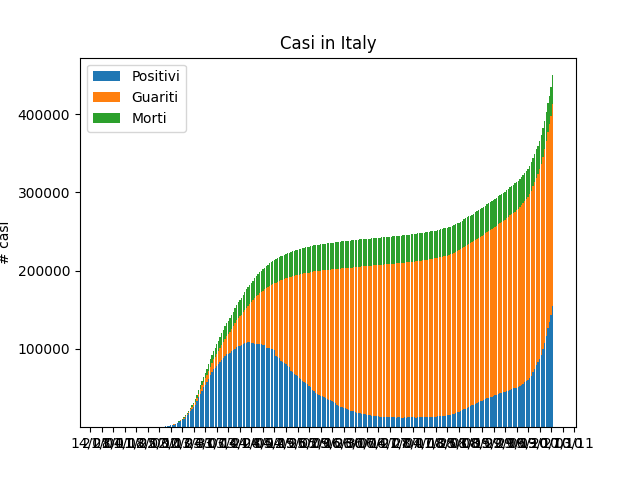 Casi in Italy
Positivi
Guariti
Morti
400000
300000
200000
100000
# casi